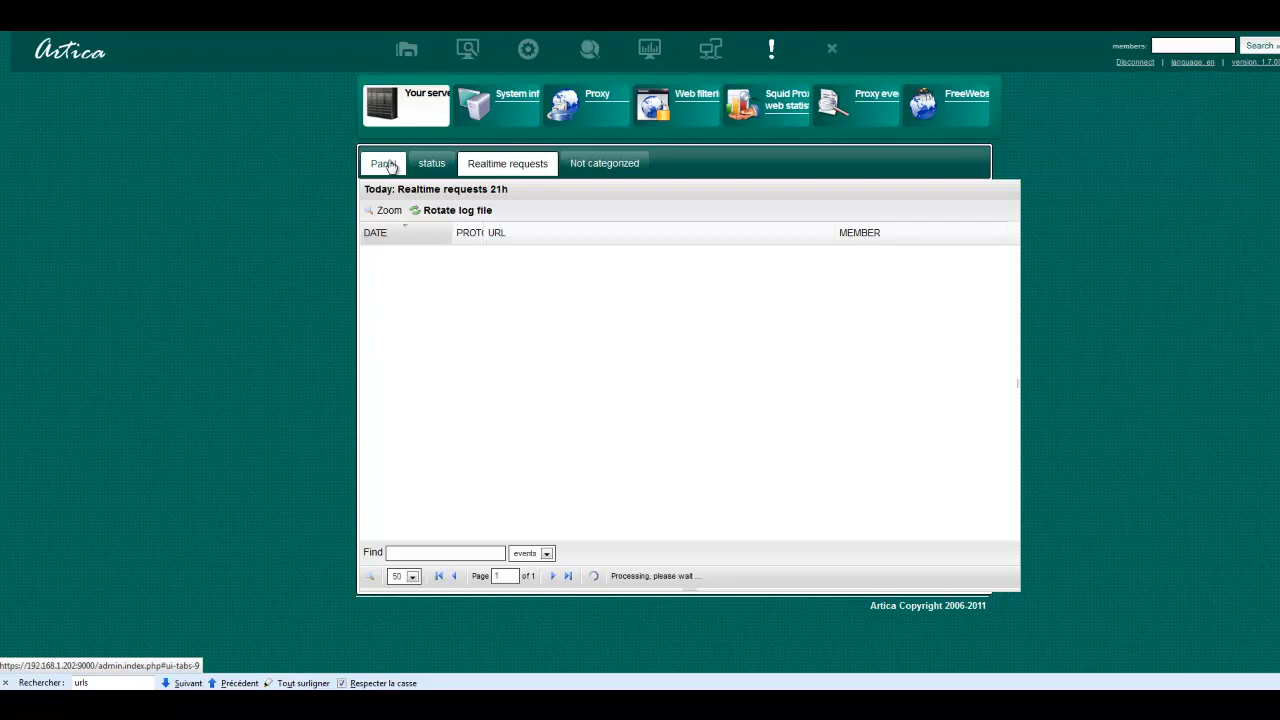 Artica
members:
Search »
Disconnect | language: en | version: 1.7.0
Your serve
System inf
Proxy
Web filteri
Squid Prox
web statis
Proxy eve
FreeWebs
status
Realtime requests
Not categorized
Today: Realtime requests 21h
Zoom
Rotate log file
DATE
PROTO
URL
MEMBER
Find
events
50
Page 1 of 1
Processing, please wait ...
Artica Copyright 2006-2011
https://192.168.1.202:9000/admin.index.php#ui-tabs-9
Rechercher : urls
Suivant
Précédent
Tout surligner
Respecter la casse